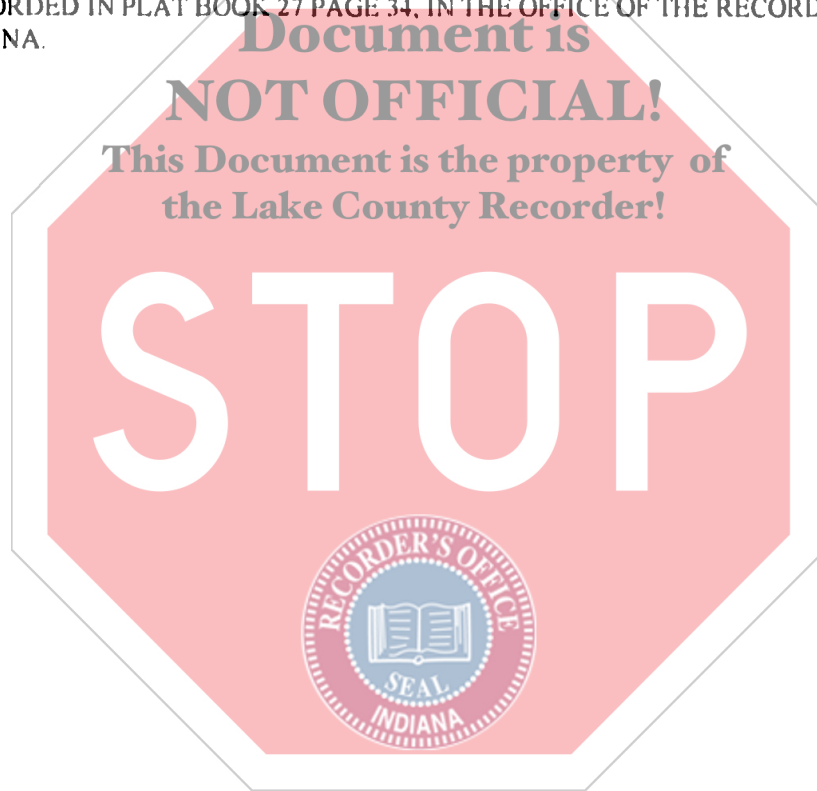 ORDED IN PLAT BOOK 27 PAGE 34, IN THE OFFICE OF THE RECORD
NA.
Document is
NOT OFFICIAL!
This Document is the property of
the Lake County Recorder!
STOP
RECORDER'S OFFICE
SEAL
INDIANA